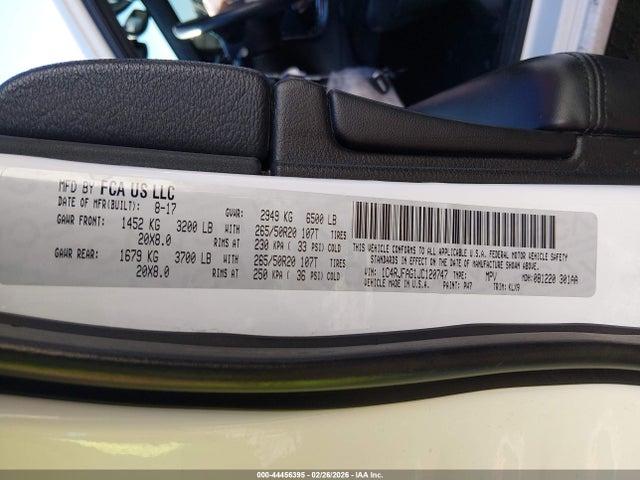 MFD BY FCA US LLC
DATE OF MFR(BUILT): 8-17 GVWR: 2949 KG 6500 LB
GAWR FRONT: 1452 KG 3200 LB WITH 265/50R20 107T TIRES
20X8.0 RIMS AT 230 KPA ( 33 PSI) COLD
GAWR REAR: 1679 KG 3700 LB WITH 265/50R20 107T TIRES
20X8.0 RIMS AT 250 KPA ( 36 PSI) COLD
THIS VEHICLE CONFORMS TO ALL APPLICABLE U.S.A. FEDERAL MOTOR VEHICLE SAFETY
STANDARDS IN EFFECT ON THE DATE OF MANUFACTURE SHOWN ABOVE.
VIN: 1C4RJFAG1JC120747 TYPE: MPV MDH: 081220 301AA
VEHICLE MADE IN U.S.A. PAINT: PW7 TRIM: KLX9
000-44456395 - 02/26/2026 - © IAA Holdings, LLC